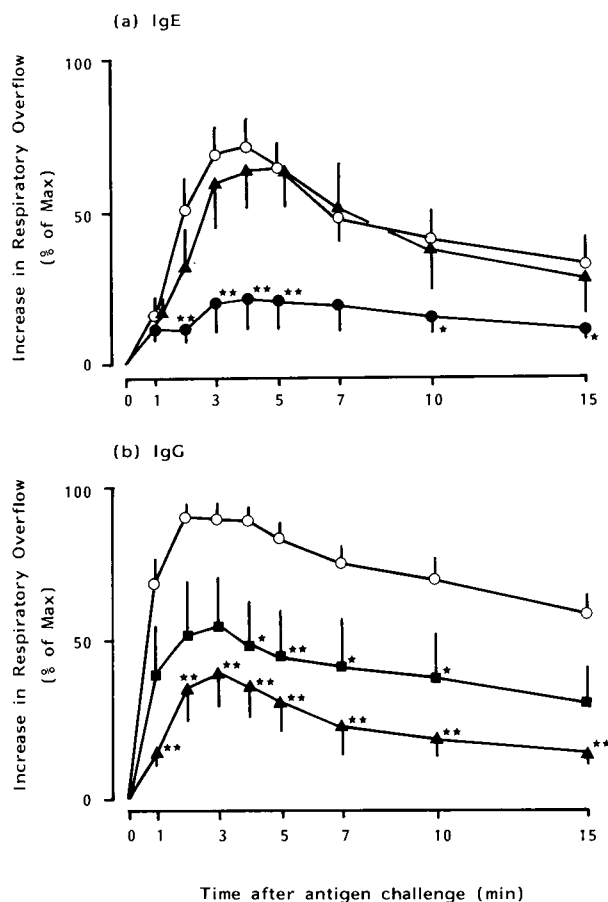 (a) IgE
100
50
0
Increase in Respiratory Overflow
(% of Max)
** ** ** ** * *
0 1 3 5 7 10 15
(b) IgG
100
50
0
Increase in Respiratory Overflow
(% of Max)
* ** * *
** ** ** ** ** ** ** **
0 1 3 5 7 10 15
Time after antigen challenge (min)